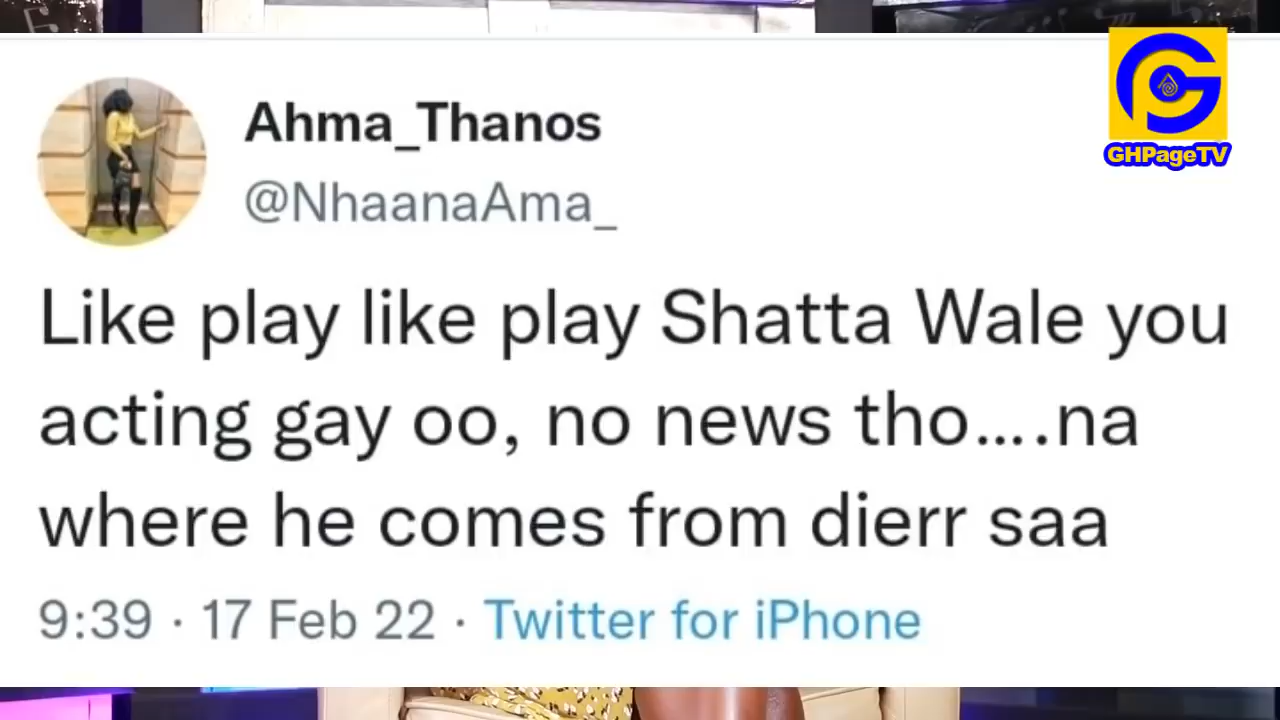 GHPageTV
Ahma_Thanos
@NhaanaAma_
Like play like play Shatta Wale you
acting gay oo, no news tho....na
where he comes from dierr saa
9:39 · 17 Feb 22 · Twitter for iPhone